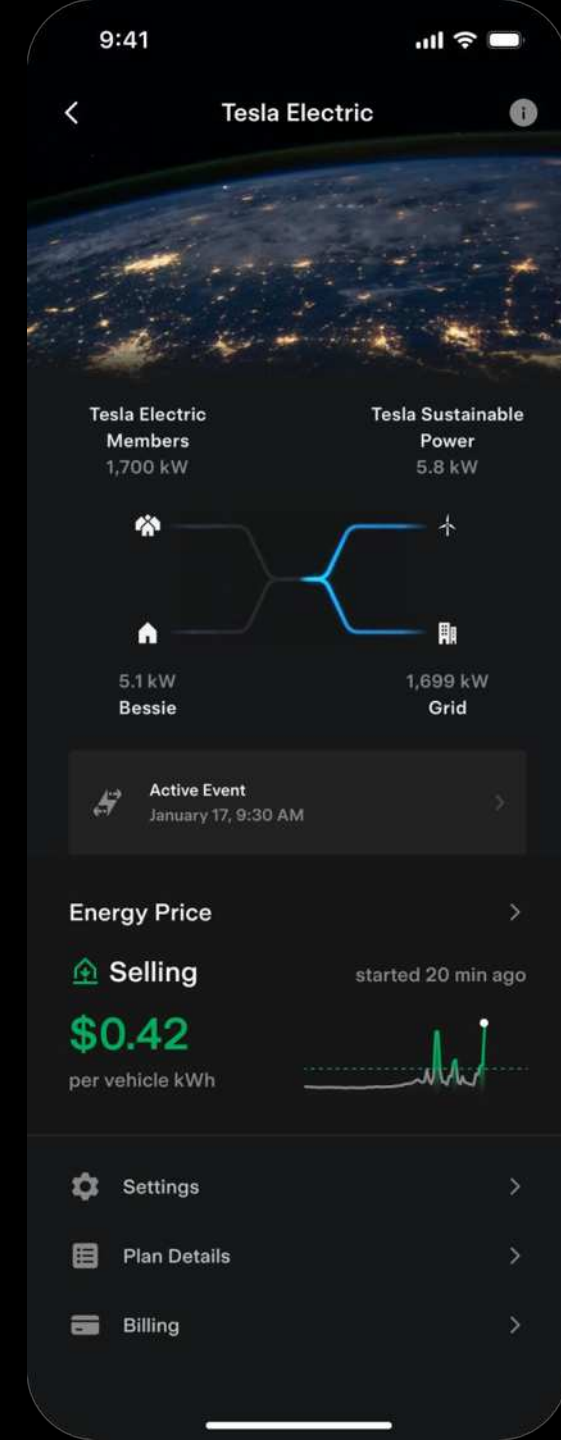 9:41
Tesla Electric
Tesla Electric
Members
1,700 kW
Tesla Sustainable
Power
5.8 kW
5.1 kW
Bessie
1,699 kW
Grid
Active Event
January 17, 9:30 AM
Energy Price
Selling
started 20 min ago
$0.42
per vehicle kWh
Settings
Plan Details
Billing